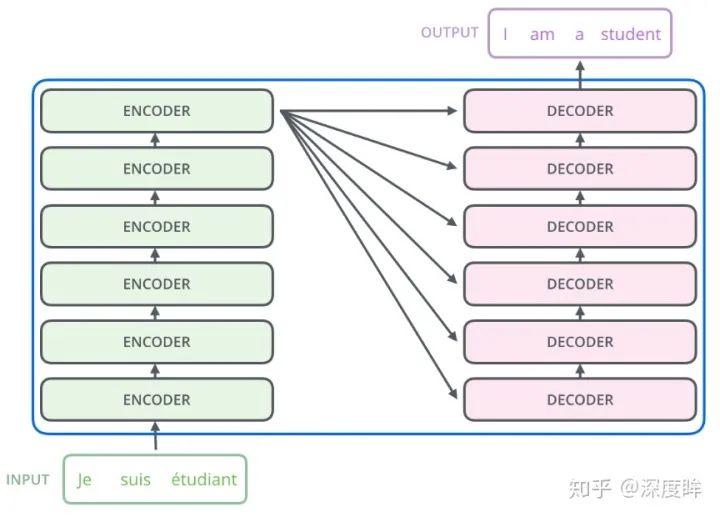 OUTPUT I am a student
ENCODER DECODER
ENCODER DECODER
ENCODER DECODER
ENCODER DECODER
ENCODER DECODER
ENCODER DECODER
INPUT Je suis étudiant
知乎 @深度眸